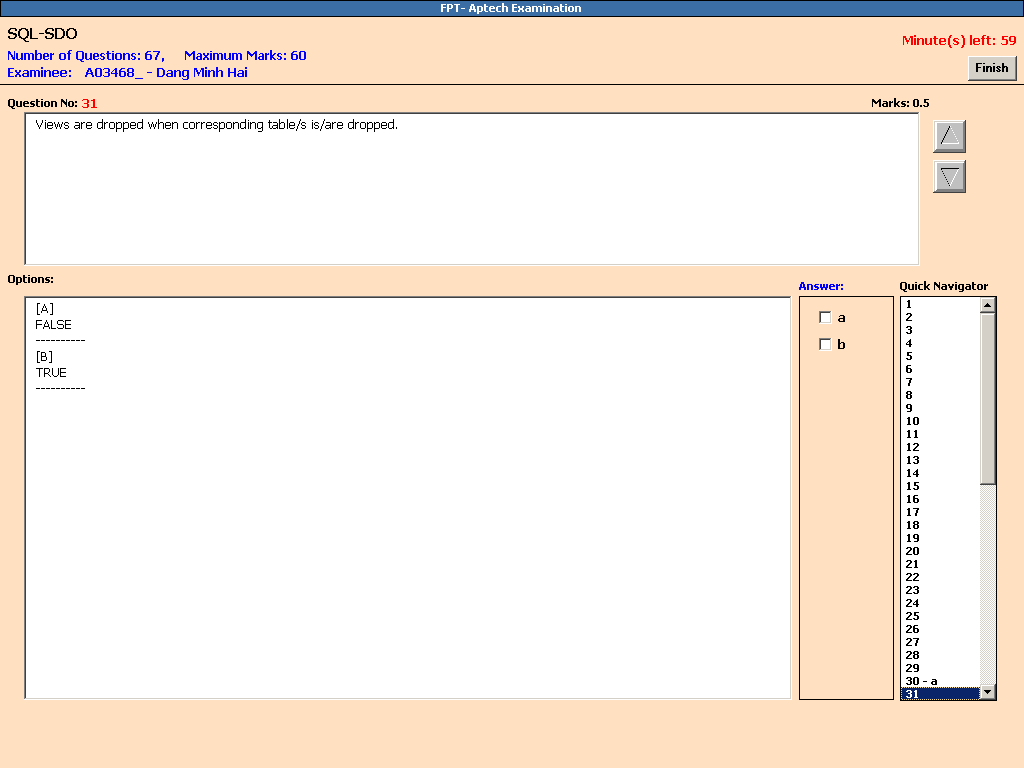 FPT- Aptech Examination
SQL-SDO
Number of Questions: 67, Maximum Marks: 60
Minute(s) left: 59
Examinee: A03468_ - Dang Minh Hai
Finish
Question No: 31
Marks: 0.5
Views are dropped when corresponding table/s is/are dropped.
Options:
Answer:
Quick Navigator
[A]
FALSE
----------
[B]
TRUE
----------
a
b
1
2
3
4
5
6
7
8
9
10
11
12
13
14
15
16
17
18
19
20
21
22
23
24
25
26
27
28
29
30 - a
31